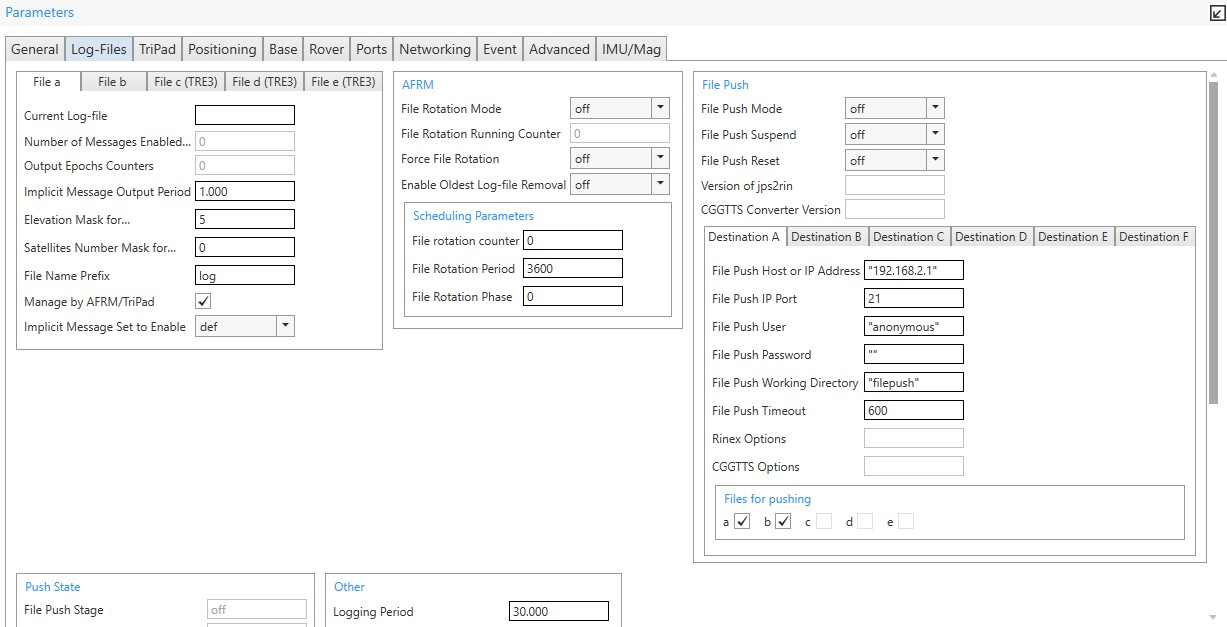 Parameters
General Log-Files TriPad Positioning Base Rover Ports Networking Event Advanced IMU/Mag
File a File b File c (TRE3) File d (TRE3) File e (TRE3)
Current Log-file
Number of Messages Enabled... 0
Output Epochs Counters 0
Implicit Message Output Period 1.000
Elevation Mask for... 5
Satellites Number Mask for... 0
File Name Prefix log
Manage by AFRM/TriPad
Implicit Message Set to Enable def
AFRM
File Rotation Mode off
File Rotation Running Counter 0
Force File Rotation off
Enable Oldest Log-file Removal off
Scheduling Parameters
File rotation counter 0
File Rotation Period 3600
File Rotation Phase 0
File Push
File Push Mode off
File Push Suspend off
File Push Reset off
Version of jps2rin
CGGTTS Converter Version
Destination A Destination B Destination C Destination D Destination E Destination F
File Push Host or IP Address "192.168.2.1"
File Push IP Port 21
File Push User "anonymous"
File Push Password ""
File Push Working Directory "filepush"
File Push Timeout 600
Rinex Options
CGGTTS Options
Files for pushing
a b c d e
Push State
File Push Stage off
Other
Logging Period 30.000